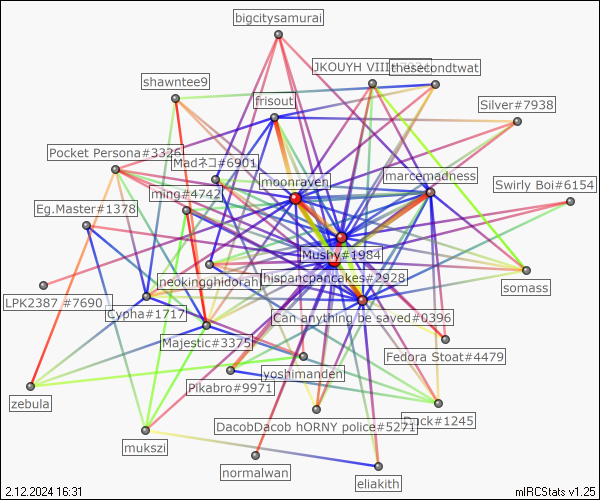 bigcitysamurai
JKOUYH VIII
thesecondtwat
shawntee9
frisout
Silver#7938
Pocket Persona#3326
Madネコ#6901
moonraven
marcemadness
ming#4742
Swirly Boi#6154
Eg.Master#1378
Mushy#1984
neokingghidorah
hispancpancakes#2928
somass
LPK2387 #7690
Cypha#1717
Can anything be saved#0396
Majestic#3375
Fedora Stoat#4479
yoshimanden
Pikabro#9971
zebula
Duck#1245
DacobDacob hORNY police#5271
mukszi
normalwan
eliakith
2.12.2024 16:31
mIRCStats v1.25